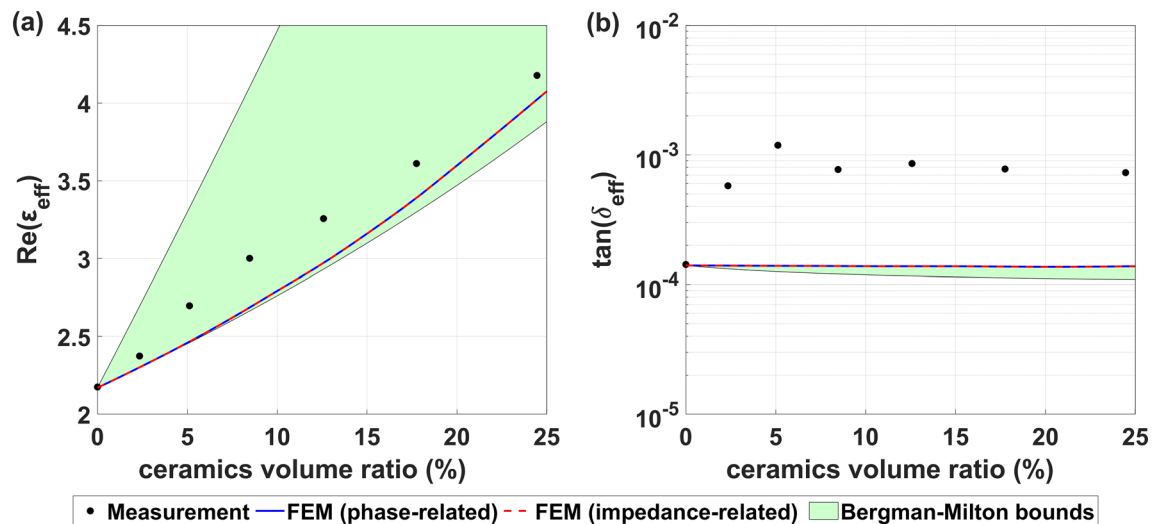 (a)
4.5
4
3.5
3
2.5
2
Re(ε_eff)
0 5 10 15 20 25
ceramics volume ratio (%)
(b)
10^-2
10^-3
10^-4
10^-5
tan(δ_eff)
0 5 10 15 20 25
ceramics volume ratio (%)
Measurement FEM (phase-related) FEM (impedance-related) Bergman-Milton bounds